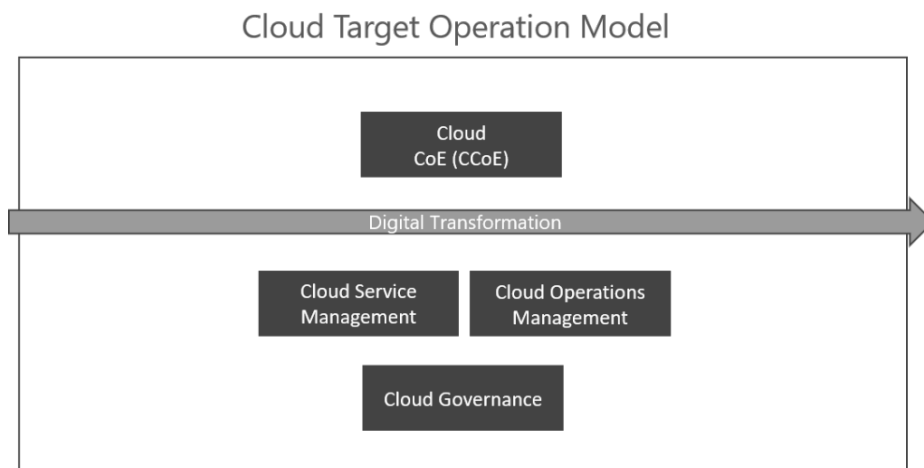 Cloud Target Operation Model
Cloud
CoE (CCoE)
Digital Transformation
Cloud Service
Management
Cloud Operations
Management
Cloud Governance